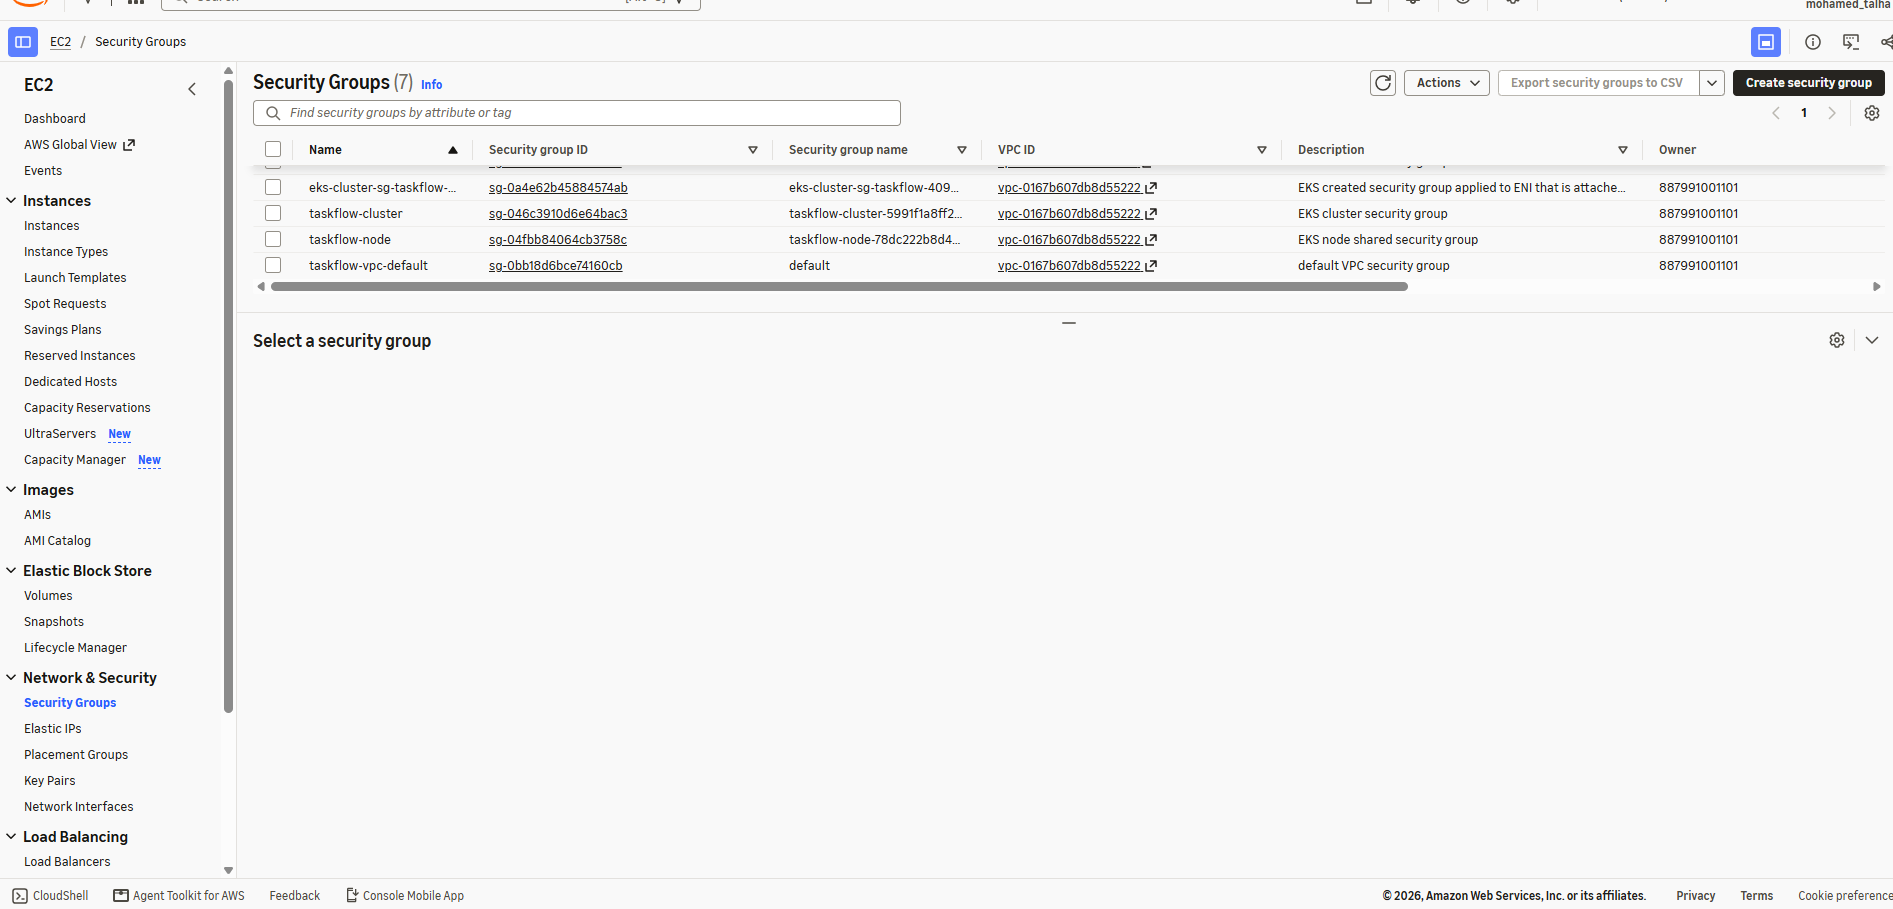 mohamed_talha
EC2 / Security Groups
EC2
Dashboard
AWS Global View
Events
Instances
Instances
Instance Types
Launch Templates
Spot Requests
Savings Plans
Reserved Instances
Dedicated Hosts
Capacity Reservations
UltraServers New
Capacity Manager New
Images
AMIs
AMI Catalog
Elastic Block Store
Volumes
Snapshots
Lifecycle Manager
Network & Security
Security Groups
Elastic IPs
Placement Groups
Key Pairs
Network Interfaces
Load Balancing
Load Balancers
Security Groups (7) Info
Actions
Export security groups to CSV
Create security group
Find security groups by attribute or tag
1
Name Security group ID Security group name VPC ID Description Owner
eks-cluster-sg-taskflow-... sg-0a4e62b45884574ab eks-cluster-sg-taskflow-409... vpc-0167b607db8d55222 EKS created security group applied to ENI that is attache... 887991001101
taskflow-cluster sg-046c3910d6e64bac3 taskflow-cluster-5991f1a8ff2... vpc-0167b607db8d55222 EKS cluster security group 887991001101
taskflow-node sg-04fbb84064cb3758c taskflow-node-78dc222b8d4... vpc-0167b607db8d55222 EKS node shared security group 887991001101
taskflow-vpc-default sg-0bb18d6bce74160cb default vpc-0167b607db8d55222 default VPC security group 887991001101
Select a security group
CloudShell Agent Toolkit for AWS Feedback Console Mobile App © 2026, Amazon Web Services, Inc. or its affiliates. Privacy Terms Cookie preference